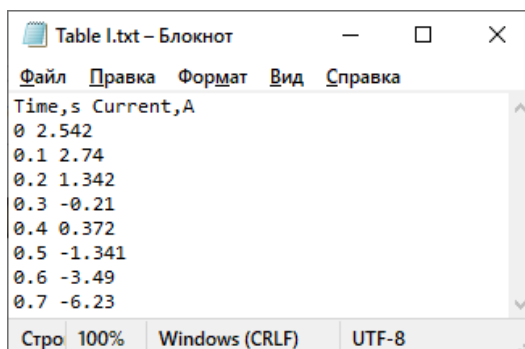 Table I.txt – Блокнот
Файл Правка Формат Вид Справка
Time,s Current,A
0 2.542
0.1 2.74
0.2 1.342
0.3 -0.21
0.4 0.372
0.5 -1.341
0.6 -3.49
0.7 -6.23
Стро 100% Windows (CRLF) UTF-8